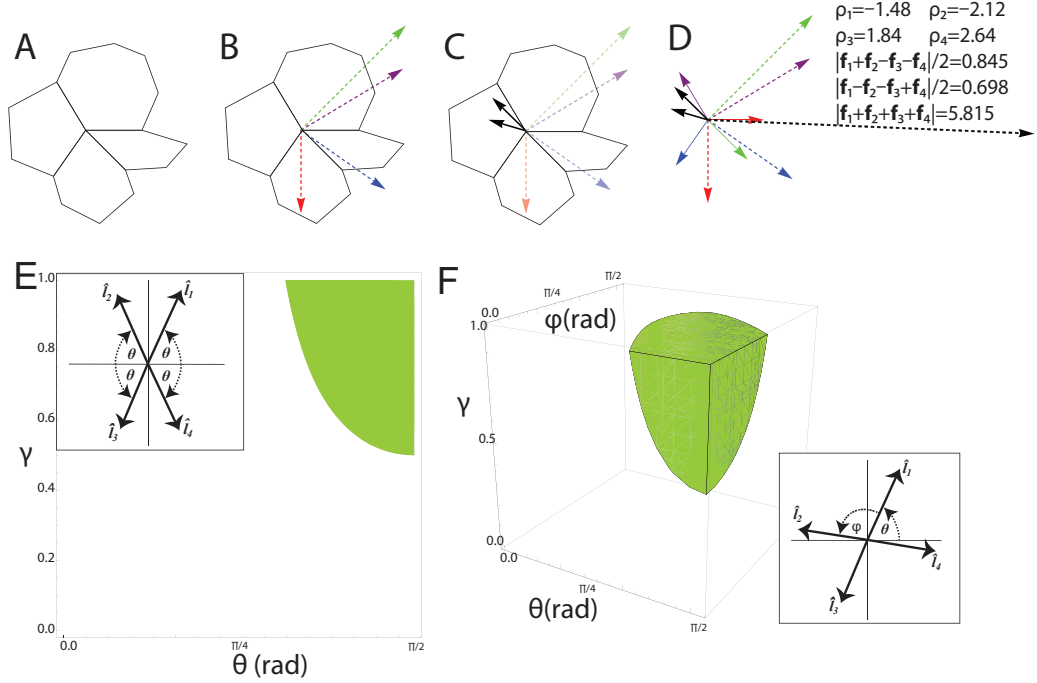 A
B
C
D
ρ₁=−1.48 ρ₂=−2.12
ρ₃=1.84 ρ₄=2.64
|f₁+f₂−f₃−f₄|/2=0.845
|f₁−f₂−f₃+f₄|/2=0.698
|f₁+f₂+f₃+f₄|=5.815
E
1.0
0.8
0.6
γ
0.4
0.2
0.0
0.0
π/4
π/2
θ (rad)
l̂₂
l̂₁
θ
θ
θ
θ
l̂₃
l̂₄
F
π/2
π/4
0.0
φ(rad)
1.0
γ
0.5
0.0
0.0
π/4
π/2
θ(rad)
l̂₁
l̂₂
φ
θ
l̂₄
l̂₃